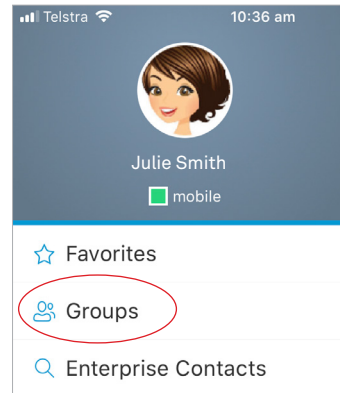 Telstra 10:36 am
Julie Smith
mobile
Favorites
Groups
Enterprise Contacts